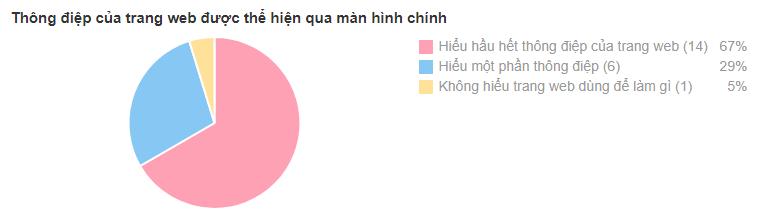 Thông điệp của trang web được thể hiện qua màn hình chính
Hiểu hầu hết thông điệp của trang web (14) 67%
Hiểu một phần thông điệp (6) 29%
Không hiểu trang web dùng để làm gì (1) 5%